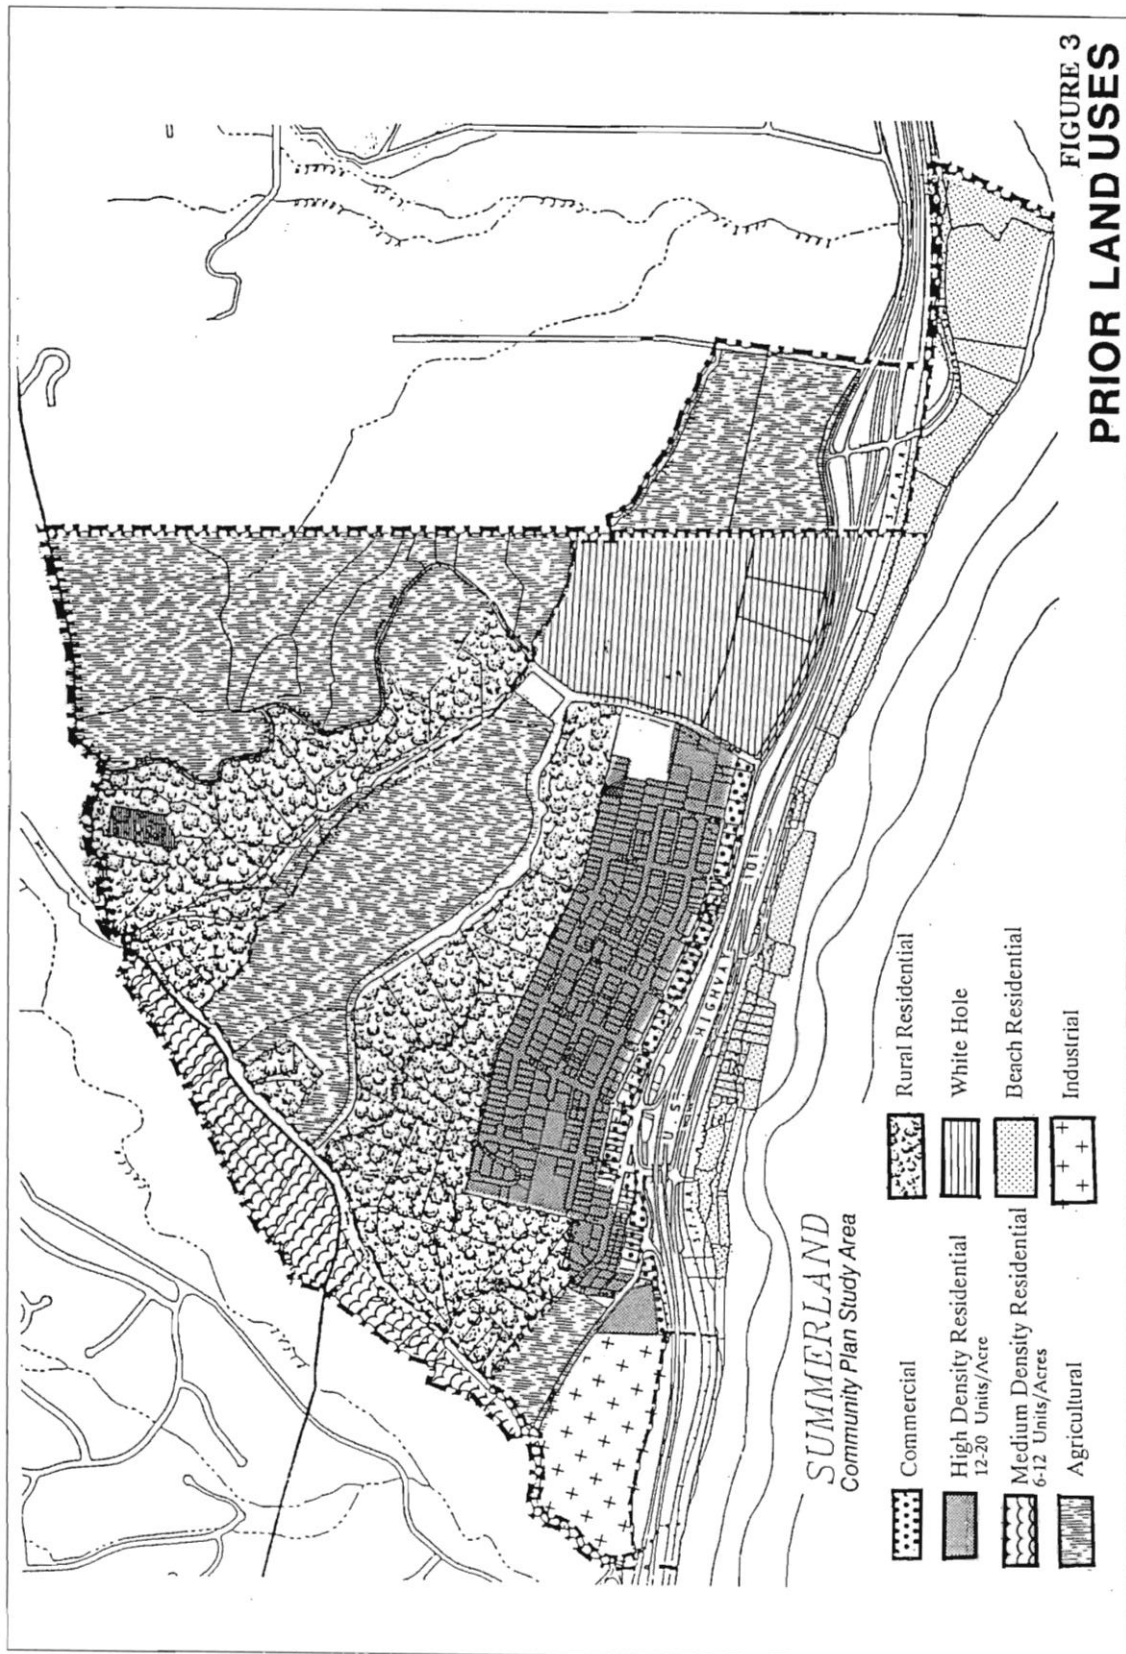 FIGURE 3
PRIOR LAND USES
S.P.R.R.
U.S. HIGHWAY 101
S.P.R.R.
SUMMERLAND
Community Plan Study Area
Commercial
High Density Residential
12-20 Units/Acre
Medium Density Residential
6-12 Units/Acres
Agricultural
Rural Residential
White Hole
Beach Residential
Industrial